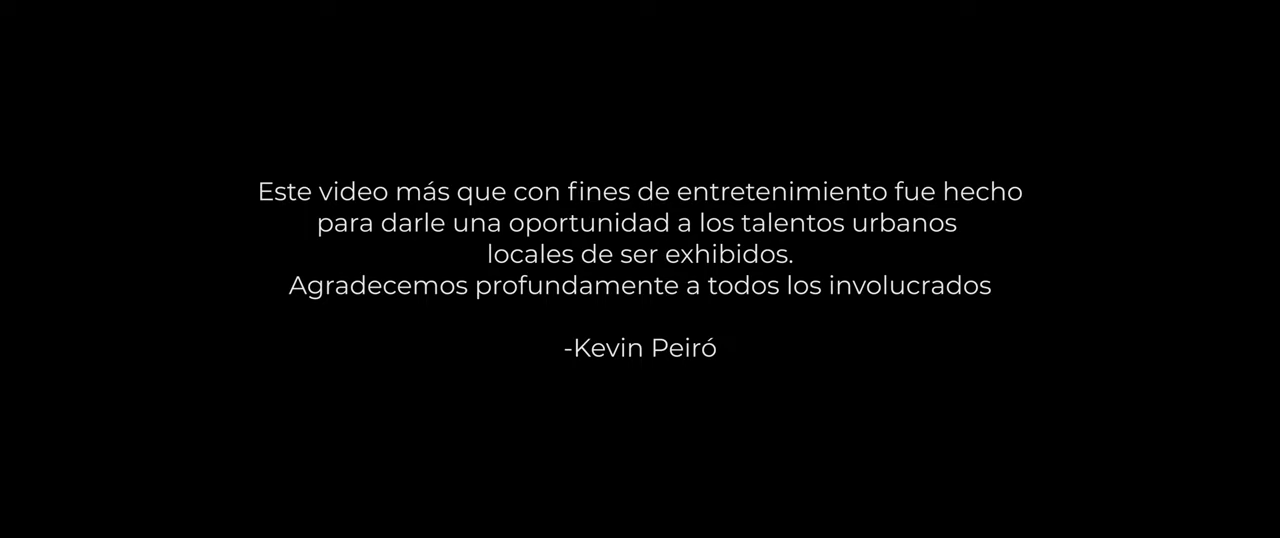 Este video más que con fines de entretenimiento fue hecho
para darle una oportunidad a los talentos urbanos
locales de ser exhibidos.
Agradecemos profundamente a todos los involucrados
-Kevin Peiró